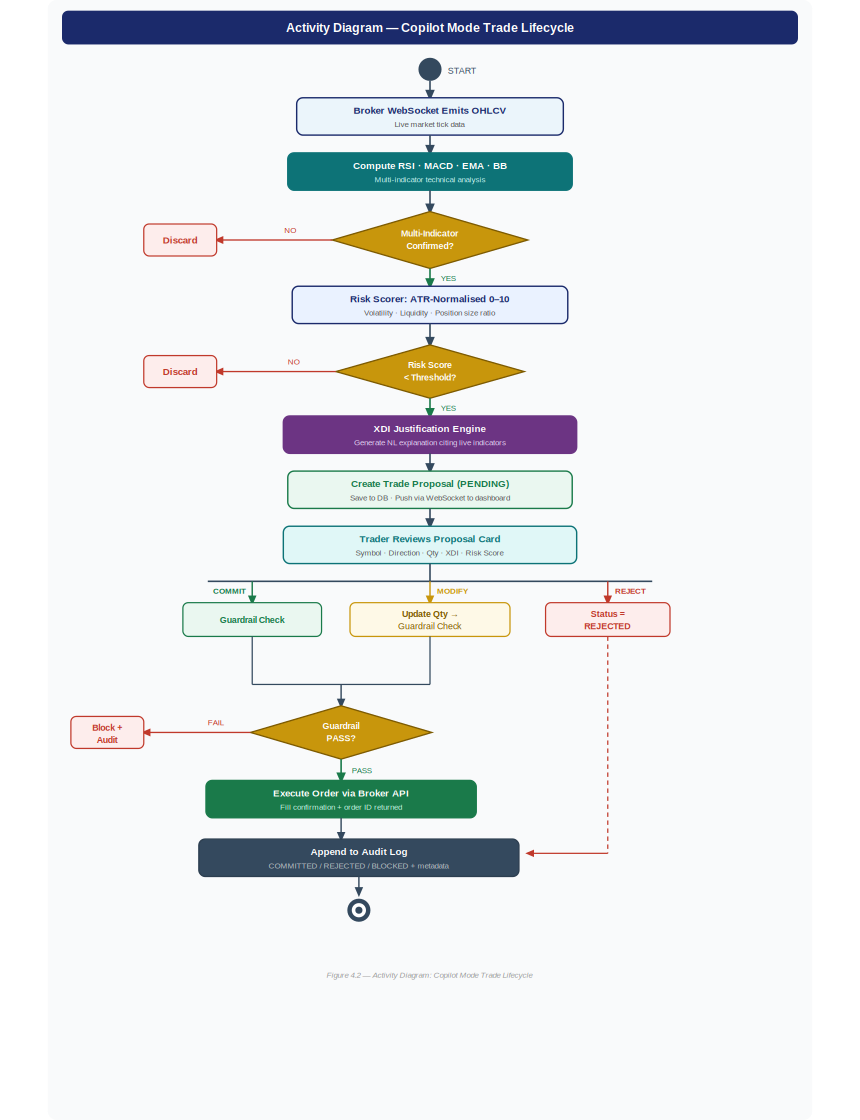 Activity Diagram — Copilot Mode Trade Lifecycle
START
Broker WebSocket Emits OHLCV
Live market tick data
Compute RSI · MACD · EMA · BB
Multi-indicator technical analysis
Multi-Indicator
Confirmed?
NO
Discard
YES
Risk Scorer: ATR-Normalised 0–10
Volatility · Liquidity · Position size ratio
Risk Score
< Threshold?
NO
Discard
YES
XDI Justification Engine
Generate NL explanation citing live indicators
Create Trade Proposal (PENDING)
Save to DB · Push via WebSocket to dashboard
Trader Reviews Proposal Card
Symbol · Direction · Qty · XDI · Risk Score
COMMIT
MODIFY
REJECT
Guardrail Check
Update Qty →
Guardrail Check
Status =
REJECTED
Guardrail
PASS?
FAIL
Block +
Audit
PASS
Execute Order via Broker API
Fill confirmation + order ID returned
Append to Audit Log
COMMITTED / REJECTED / BLOCKED + metadata
Figure 4.2 — Activity Diagram: Copilot Mode Trade Lifecycle